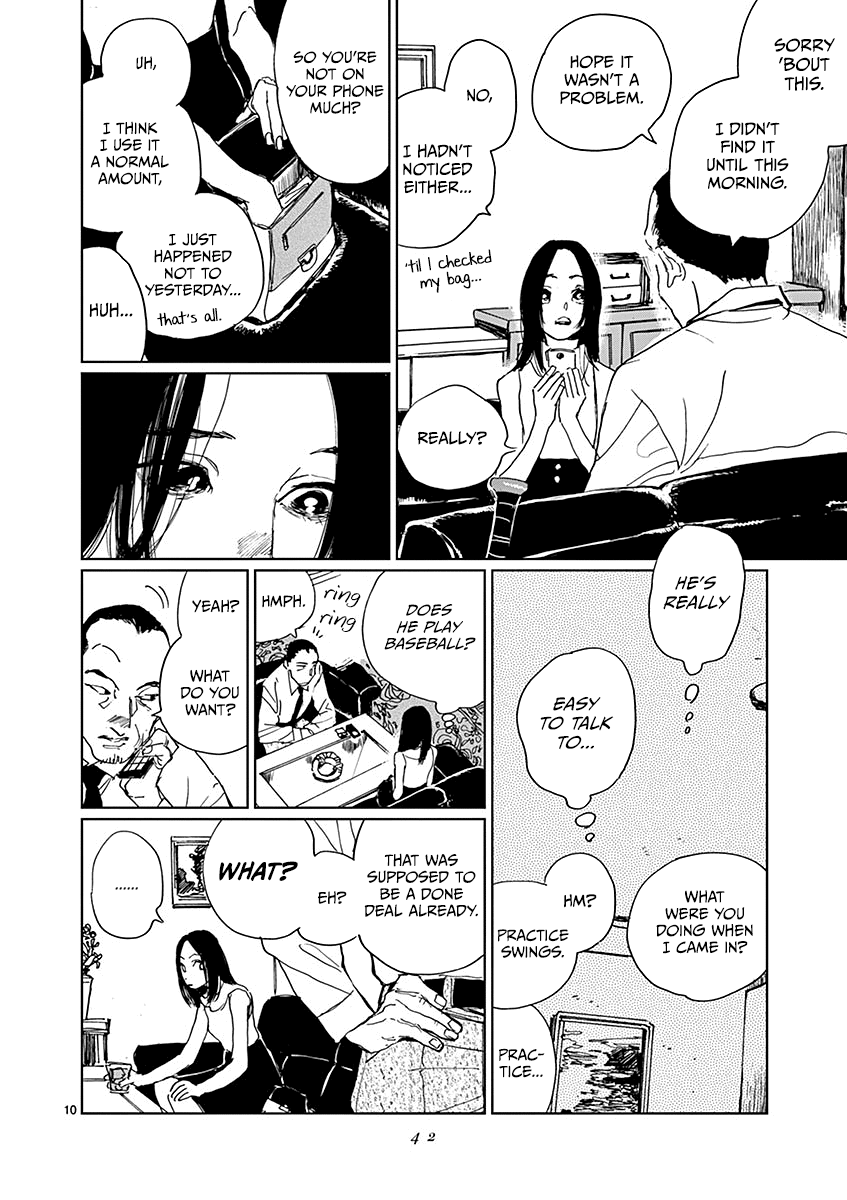 SORRY
'BOUT
THIS.
I DIDN'T
FIND IT
UNTIL THIS
MORNING.
HOPE IT
WASN'T A
PROBLEM.
NO,
I HADN'T
NOTICED
EITHER...
'til I checked
my bag...
REALLY?
SO YOU'RE
NOT ON
YOUR PHONE
MUCH?
UH,
I THINK
I USE IT
A NORMAL
AMOUNT,
I JUST
HAPPENED
NOT TO
YESTERDAY...
that's all.
HUH...
HE'S
REALLY
EASY
TO TALK
TO...
WHAT
WERE YOU
DOING WHEN
I CAME IN?
HM?
PRACTICE
SWINGS.
PRAC-
TICE...
DOES
HE PLAY
BASEBALL?
ring
ring
HMPH.
YEAH?
WHAT
DO YOU
WANT?
THAT WAS
SUPPOSED TO
BE A DONE
DEAL ALREADY.
EH?
WHAT?
......
10
42